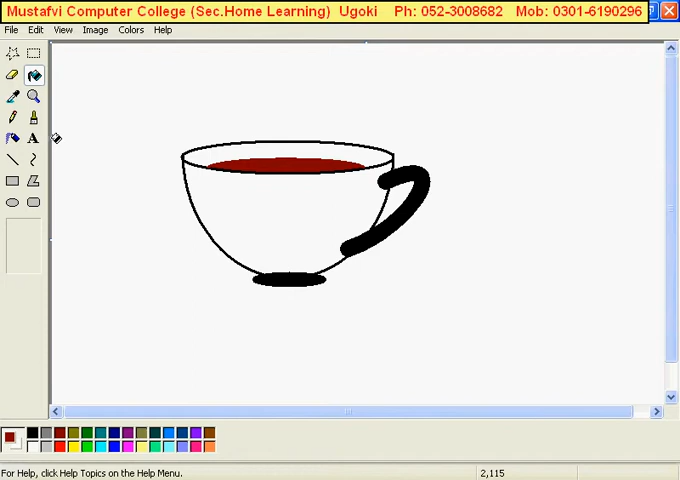 Mustafvi Computer College (Sec.Home Learning)  Ugoki    Ph: 052-3008682    Mob: 0301-6190296
File Edit View Image Colors Help
A
For Help, click Help Topics on the Help Menu. 2,115